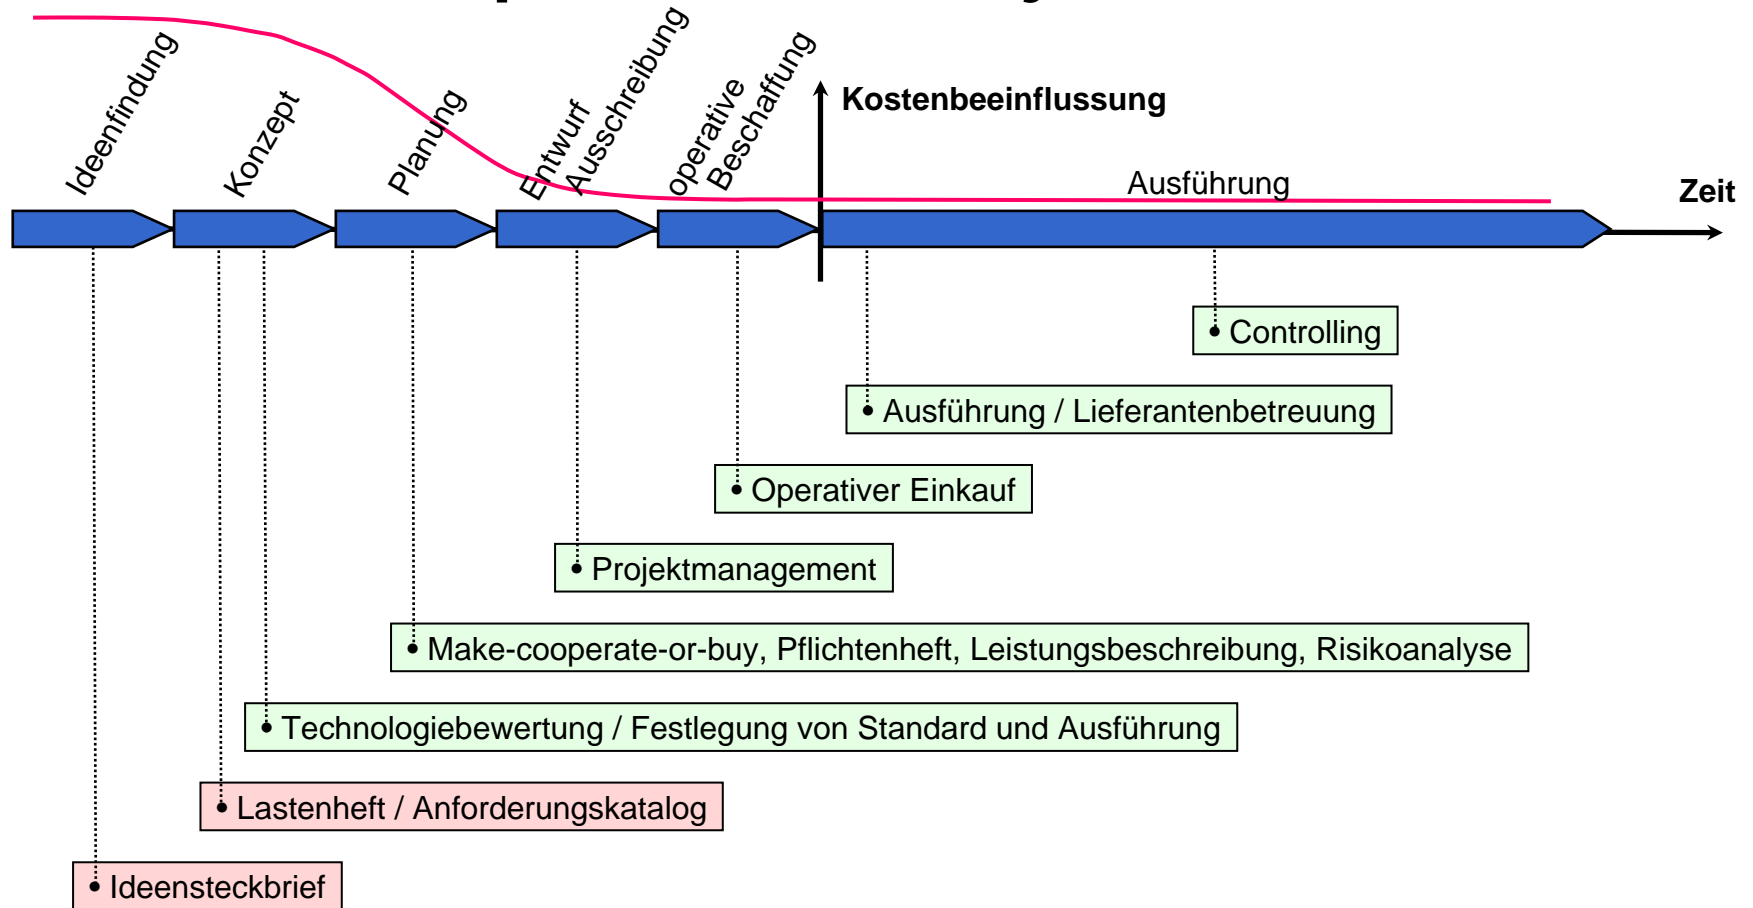 Ideenfindung
Konzept
Planung
Entwurf
Ausschreibung
operative
Beschaffung
Kostenbeeinflussung
Ausführung
Zeit
• Controlling
• Ausführung / Lieferantenbetreuung
• Operativer Einkauf
• Projektmanagement
• Make-cooperate-or-buy, Pflichtenheft, Leistungsbeschreibung, Risikoanalyse
• Technologiebewertung / Festlegung von Standard und Ausführung
• Lastenheft / Anforderungskatalog
• Ideensteckbrief